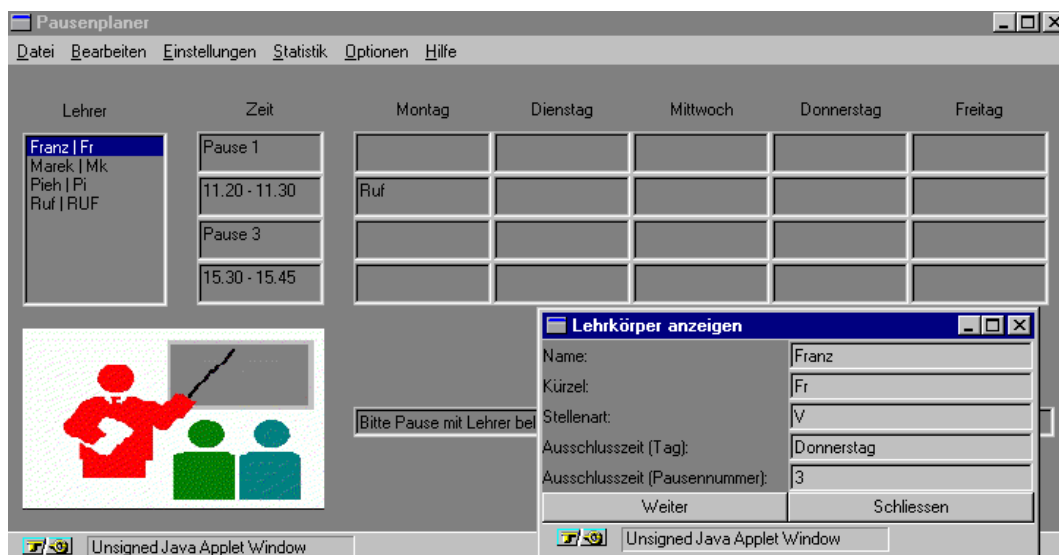 Pausenplaner
Datei Bearbeiten Einstellungen Statistik Optionen Hilfe
Lehrer Zeit Montag Dienstag Mittwoch Donnerstag Freitag
Franz | Fr
Marek | Mk
Pieh | Pi
Ruf | RUF
Pause 1
11.20 - 11.30 Ruf
Pause 3
15.30 - 15.45
Bitte Pause mit Lehrer
Unsigned Java Applet Window
Lehrkörper anzeigen
Name: Franz
Kürzel: Fr
Stellenart: V
Ausschlusszeit (Tag): Donnerstag
Ausschlusszeit (Pausennummer): 3
Weiter Schliessen
Unsigned Java Applet Window